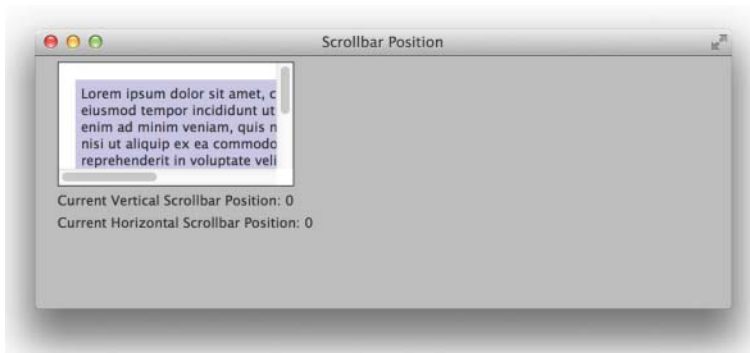 Scrollbar Position
Lorem ipsum dolor sit amet, c
eiusmod tempor incididunt ut
enim ad minim veniam, quis n
nisi ut aliquip ex ea commodo
reprehenderit in voluptate veli
Current Vertical Scrollbar Position: 0
Current Horizontal Scrollbar Position: 0